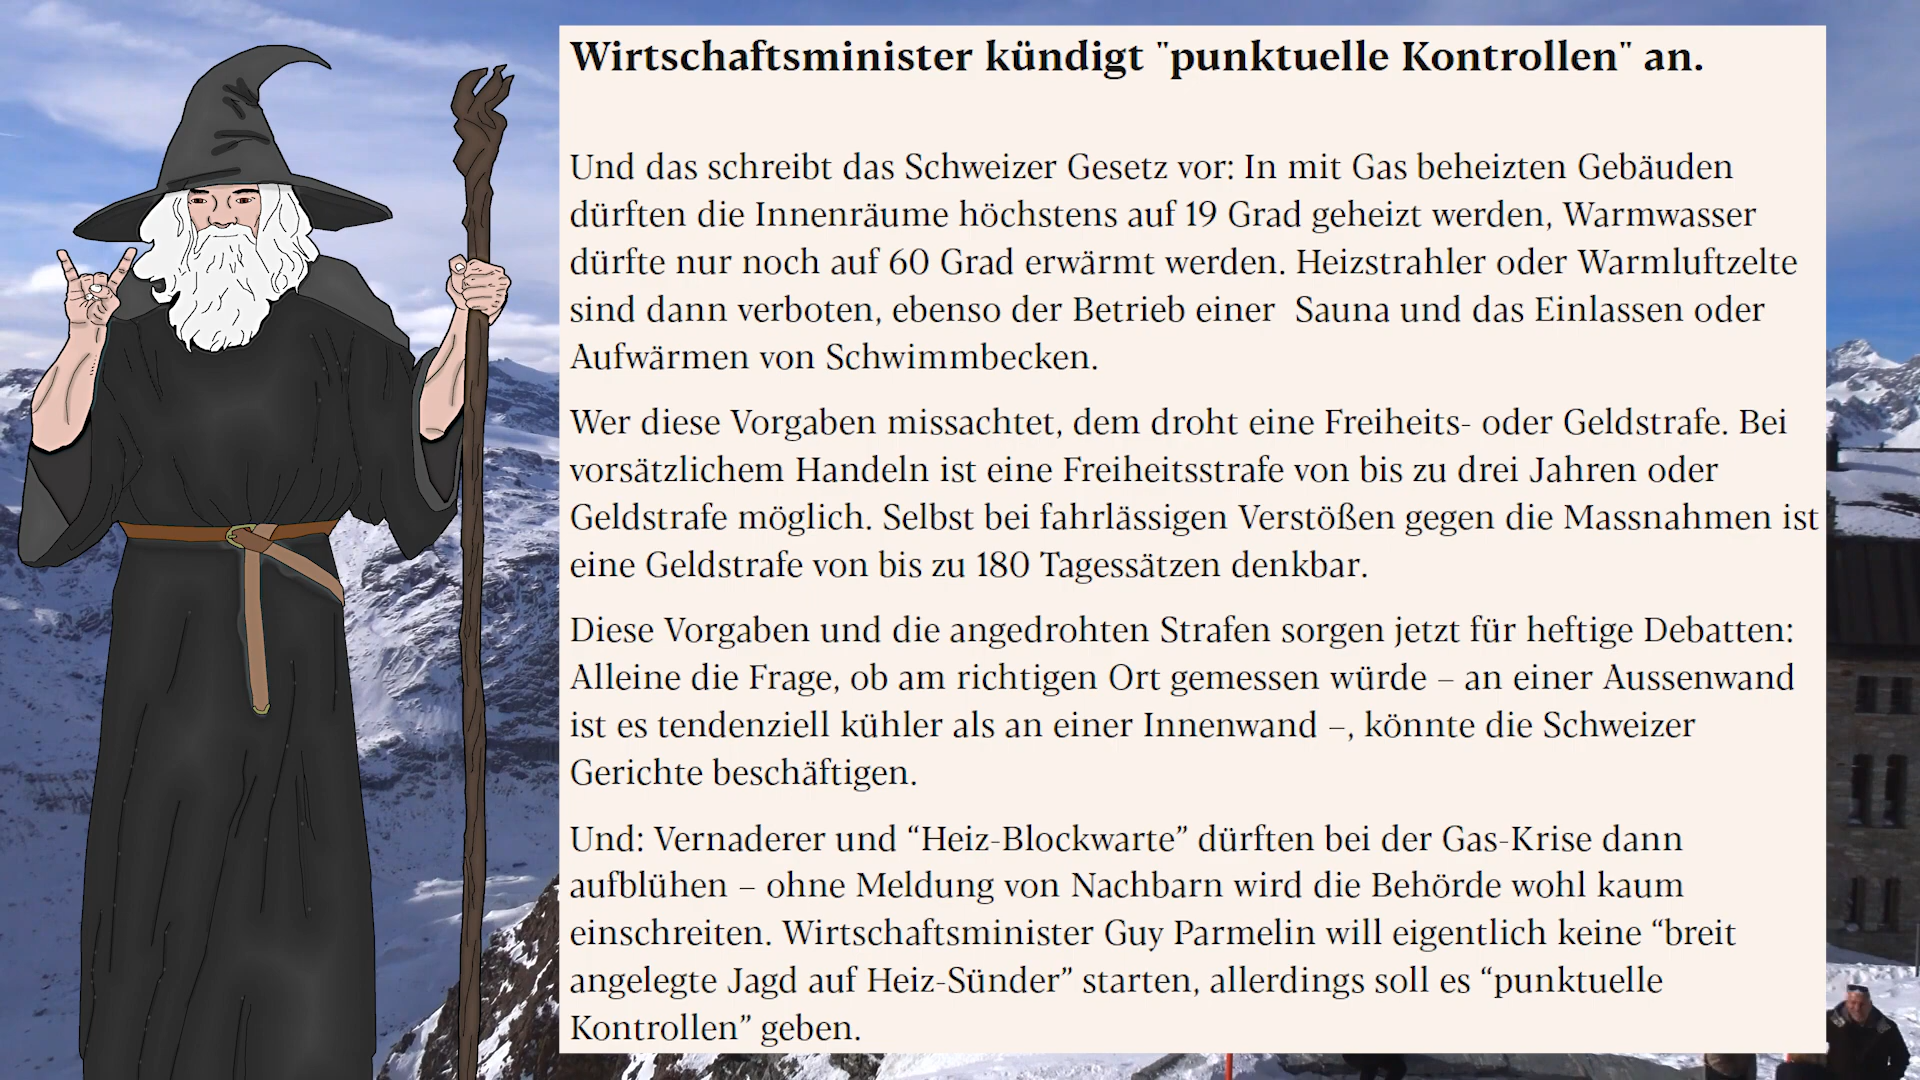 Wirtschaftsminister kündigt "punktuelle Kontrollen" an.
Und das schreibt das Schweizer Gesetz vor: In mit Gas beheizten Gebäuden
dürften die Innenräume höchstens auf 19 Grad geheizt werden, Warmwasser
dürfte nur noch auf 60 Grad erwärmt werden. Heizstrahler oder Warmluftzelte
sind dann verboten, ebenso der Betrieb einer  Sauna und das Einlassen oder
Aufwärmen von Schwimmbecken.
Wer diese Vorgaben missachtet, dem droht eine Freiheits- oder Geldstrafe. Bei
vorsätzlichem Handeln ist eine Freiheitsstrafe von bis zu drei Jahren oder
Geldstrafe möglich. Selbst bei fahrlässigen Verstößen gegen die Massnahmen ist
eine Geldstrafe von bis zu 180 Tagessätzen denkbar.
Diese Vorgaben und die angedrohten Strafen sorgen jetzt für heftige Debatten:
Alleine die Frage, ob am richtigen Ort gemessen würde – an einer Aussenwand
ist es tendenziell kühler als an einer Innenwand –, könnte die Schweizer
Gerichte beschäftigen.
Und: Vernaderer und “Heiz-Blockwarte” dürften bei der Gas-Krise dann
aufblühen – ohne Meldung von Nachbarn wird die Behörde wohl kaum
einschreiten. Wirtschaftsminister Guy Parmelin will eigentlich keine “breit
angelegte Jagd auf Heiz-Sünder” starten, allerdings soll es “punktuelle
Kontrollen” geben.